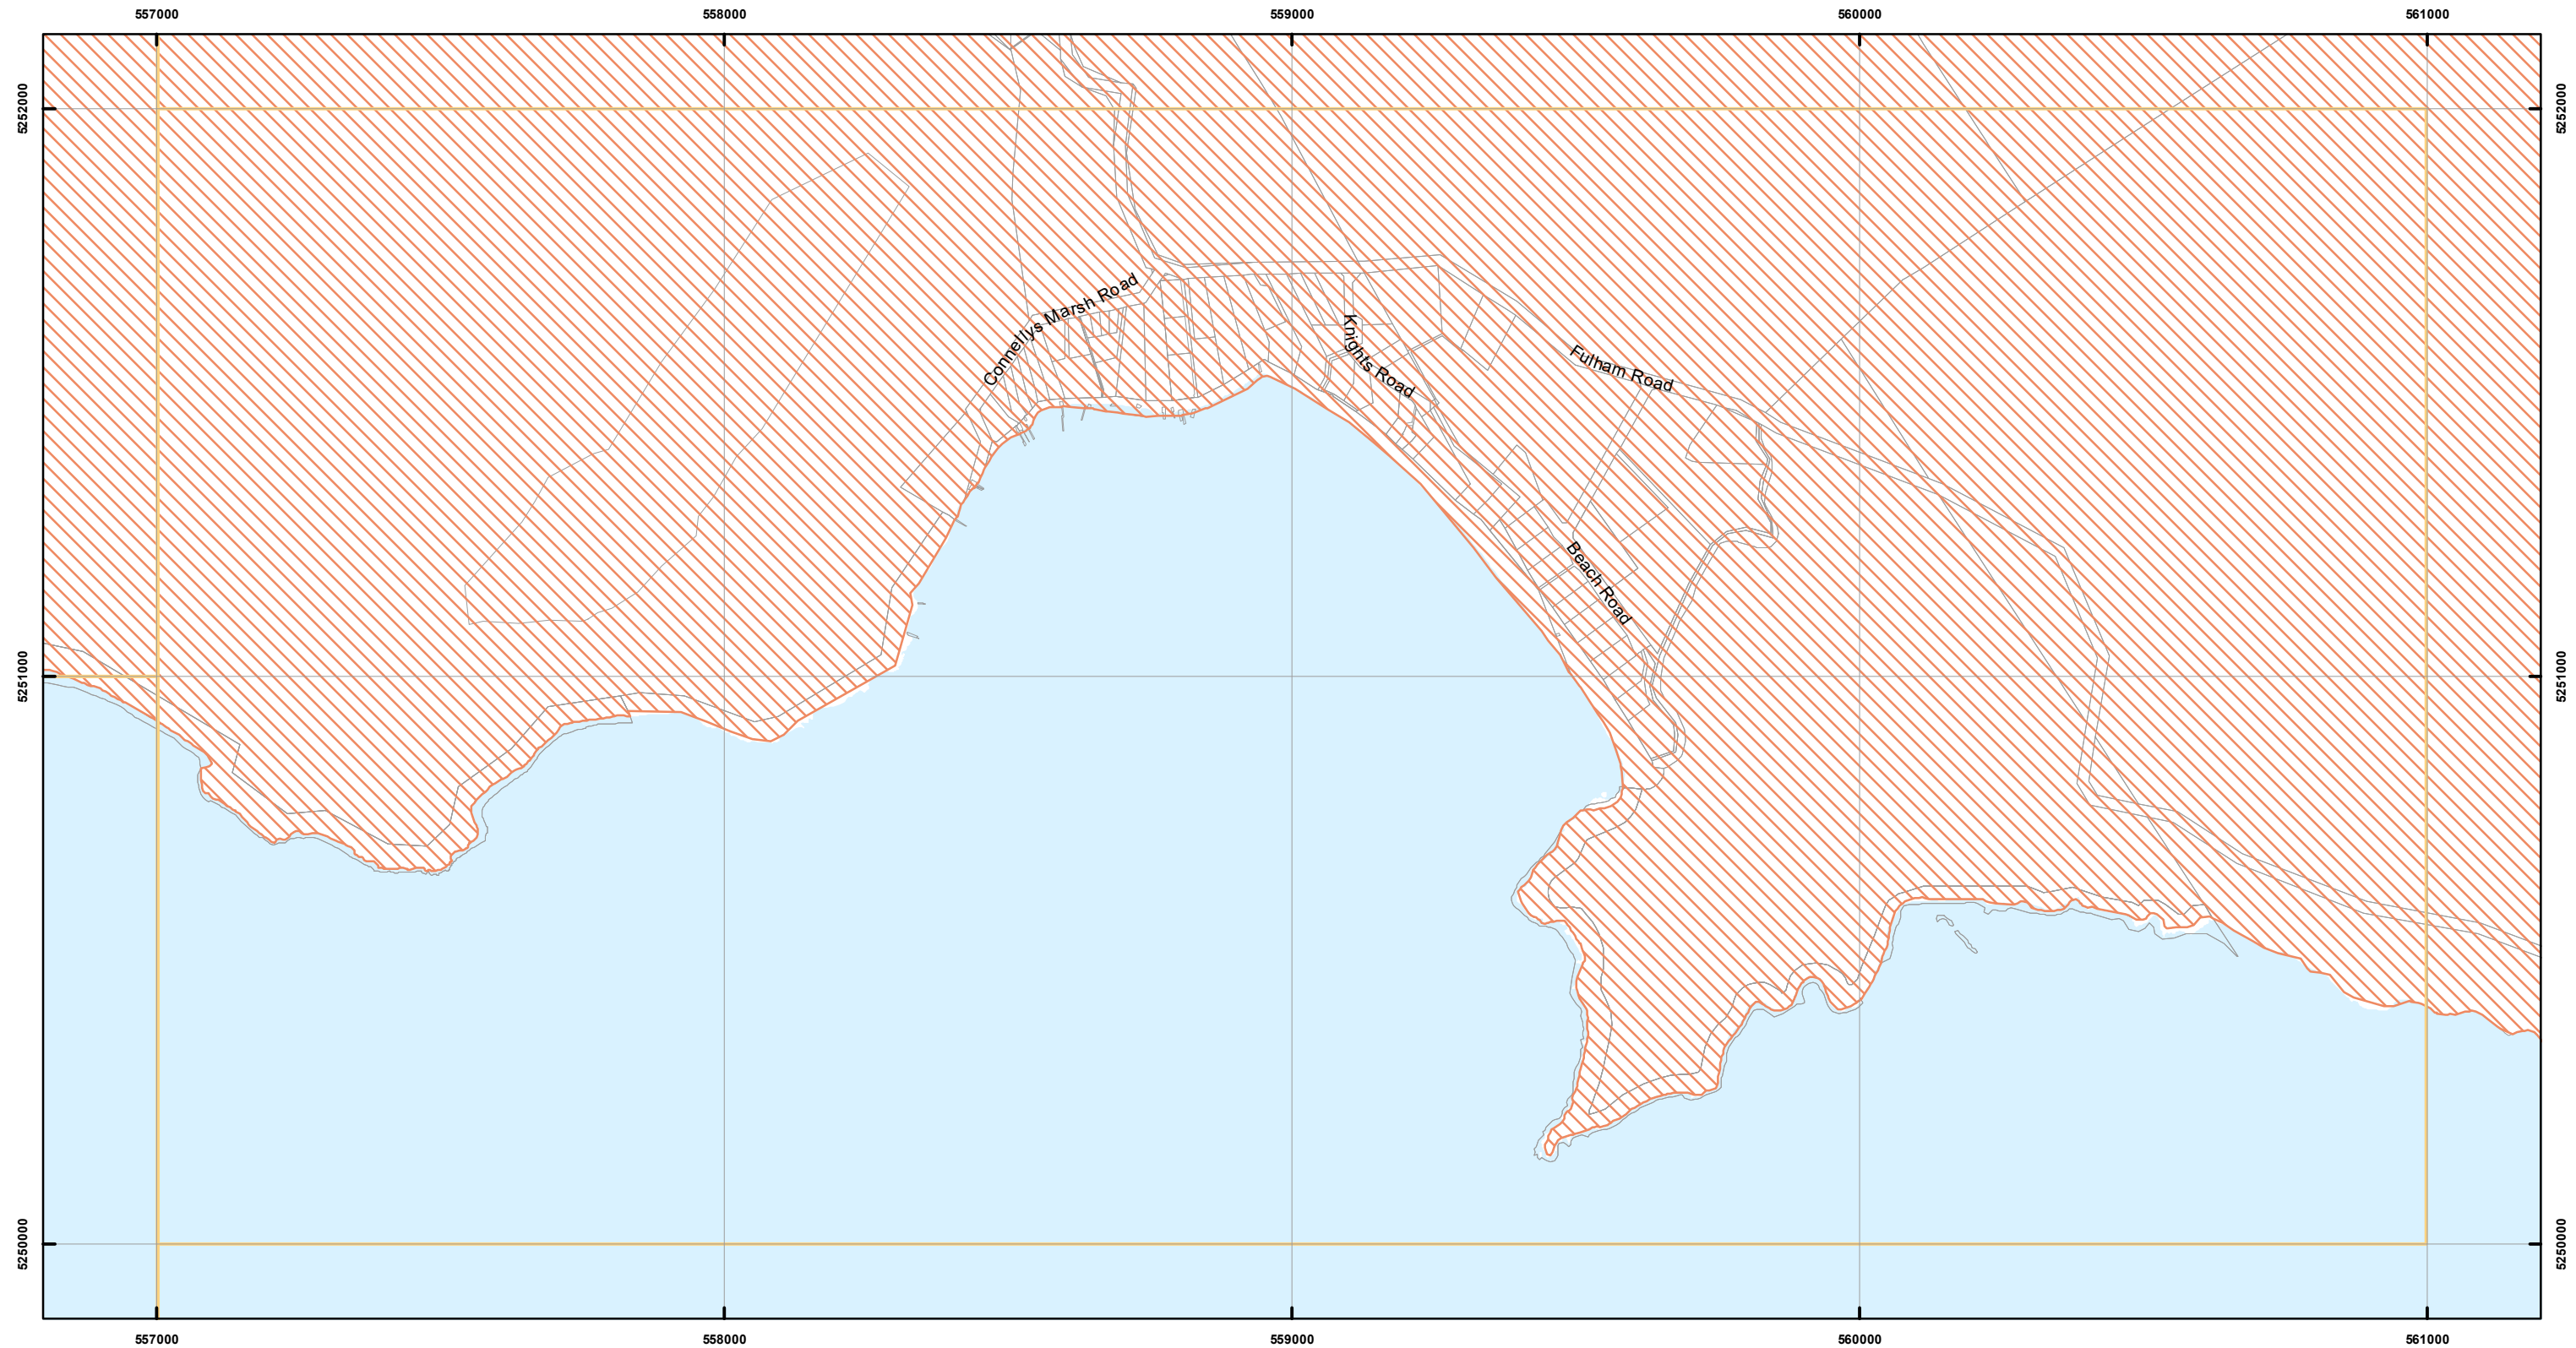 557000 558000 559000 560000 561000
5252000 5252000
Connellys Marsh Road
Knights Road
Fulham Road
Beach Road
5251000 5251000
5250000 5250000
557000 558000 559000 560000 561000